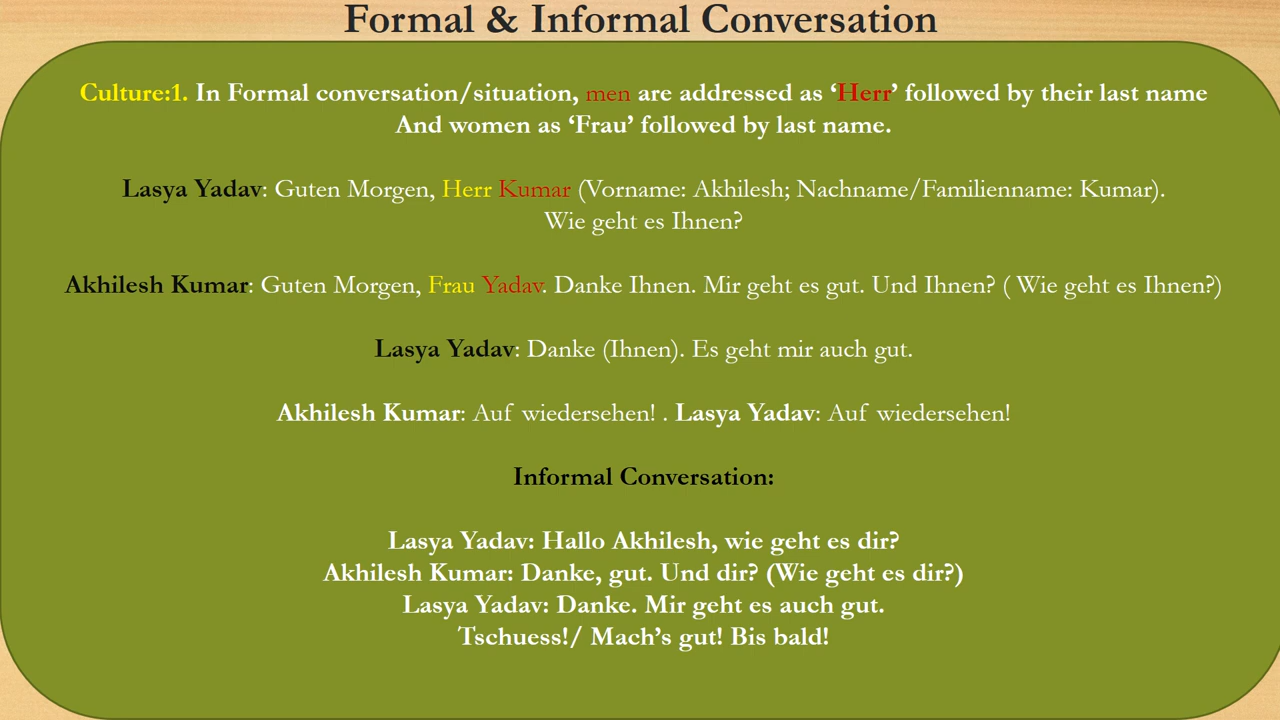 Formal & Informal Conversation
Culture:1. In Formal conversation/situation, men are addressed as ‘Herr’ followed by their last name
And women as ‘Frau’ followed by last name.
Lasya Yadav: Guten Morgen, Herr Kumar (Vorname: Akhilesh; Nachname/Familienname: Kumar).
Wie geht es Ihnen?
Akhilesh Kumar: Guten Morgen, Frau Yadav. Danke Ihnen. Mir geht es gut. Und Ihnen? ( Wie geht es Ihnen?)
Lasya Yadav: Danke (Ihnen). Es geht mir auch gut.
Akhilesh Kumar: Auf wiedersehen! . Lasya Yadav: Auf wiedersehen!
Informal Conversation:
Lasya Yadav: Hallo Akhilesh, wie geht es dir?
Akhilesh Kumar: Danke, gut. Und dir? (Wie geht es dir?)
Lasya Yadav: Danke. Mir geht es auch gut.
Tschuess!/ Mach’s gut! Bis bald!